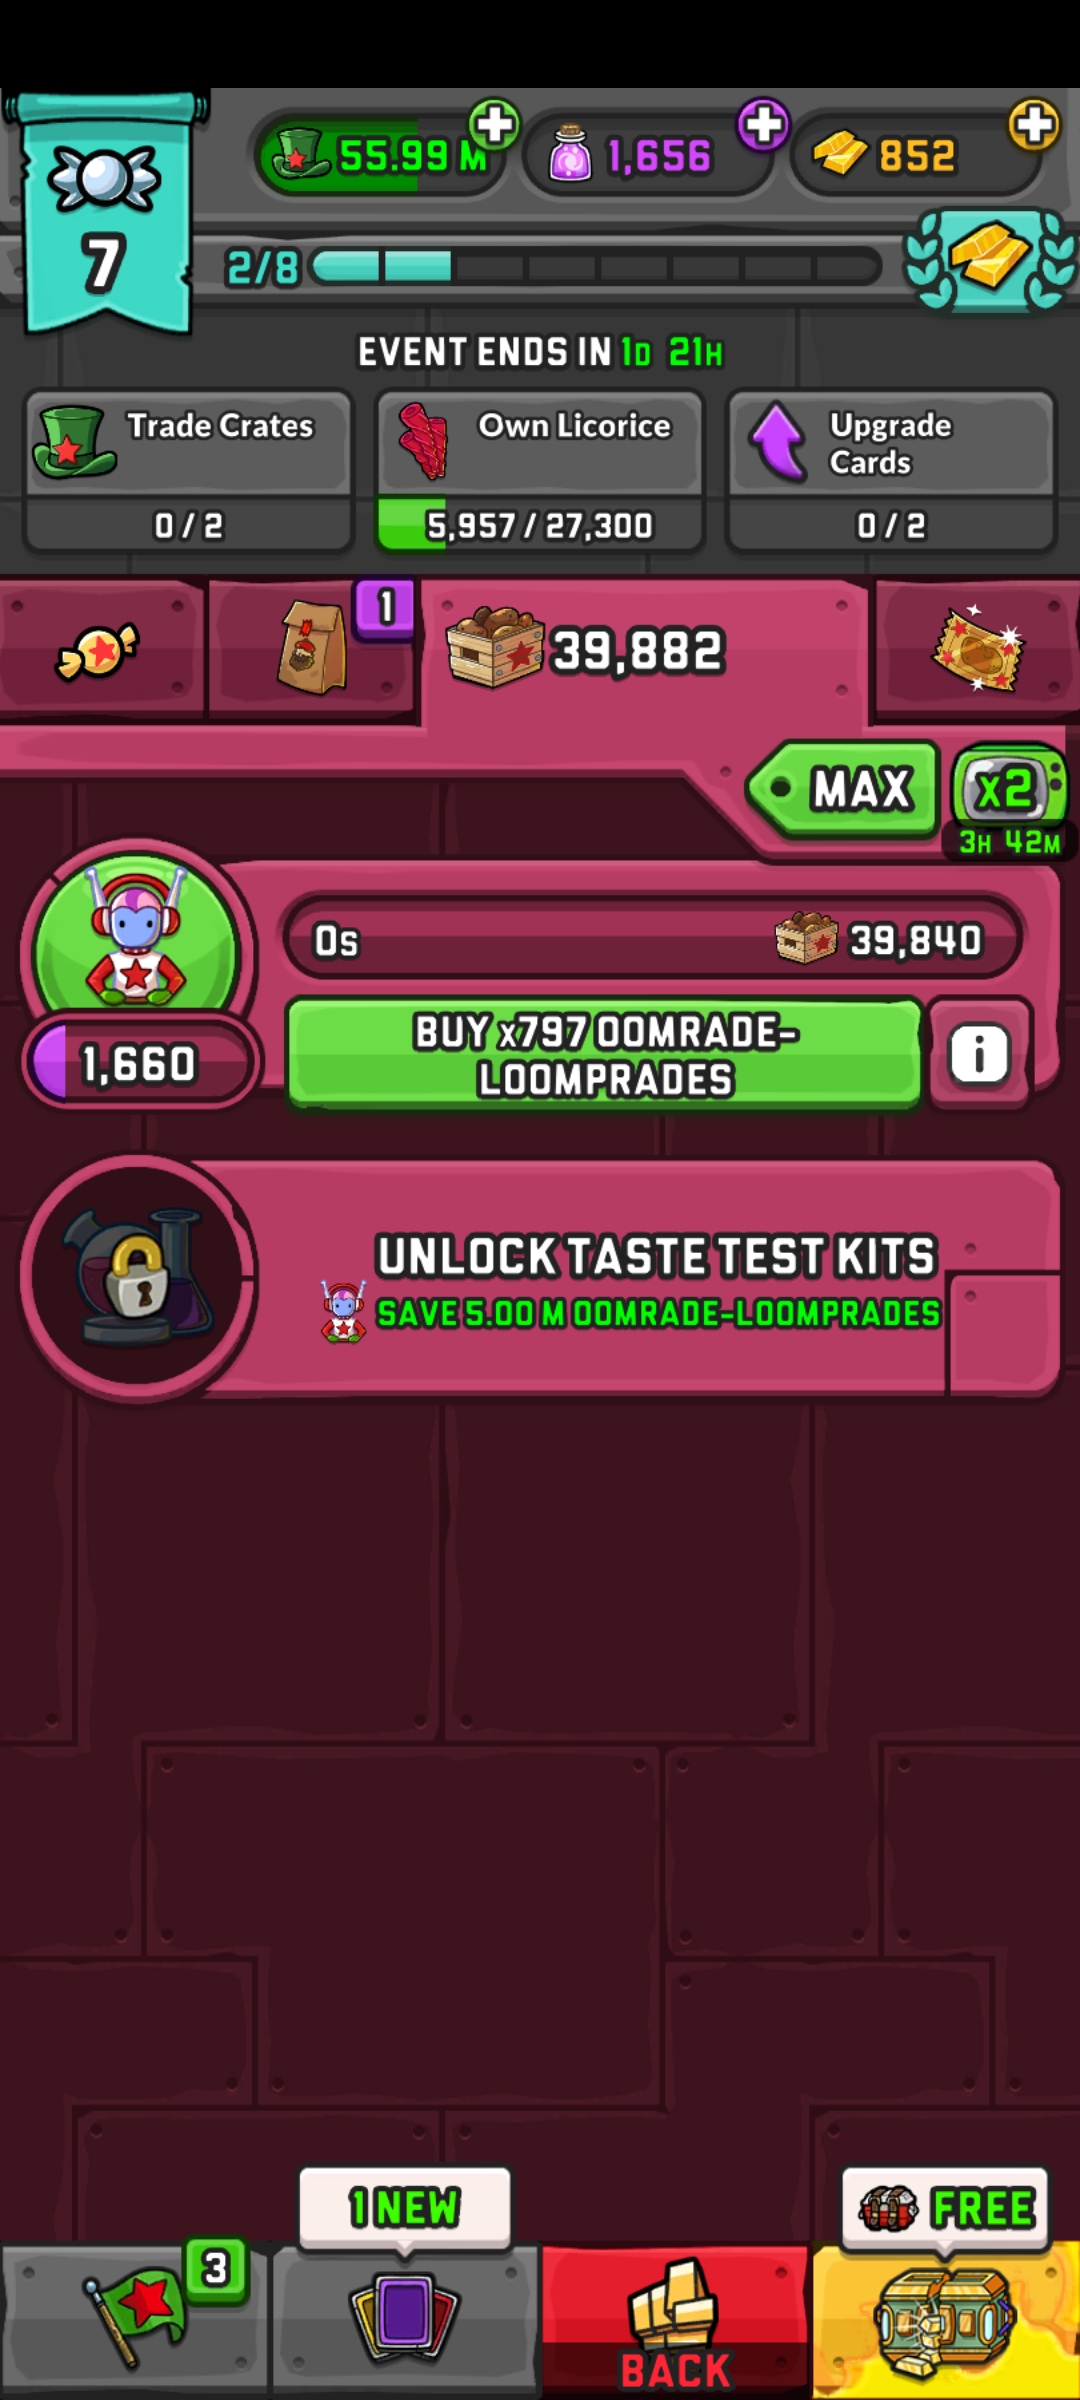 55.99 M
1,656
852
7
2/8
EVENT ENDS IN 1D 21H
Trade Crates
0 / 2
Own Licorice
5,957 / 27,300
Upgrade
Cards
0 / 2
1
39,882
MAX
x2
3H 42M
0s
39,840
1,660
BUY x797 OOMRADE-
LOOMPRADES
i
UNLOCK TASTE TEST KITS
SAVE 5.00 M OOMRADE-LOOMPRADES
1 NEW
FREE
3
BACK